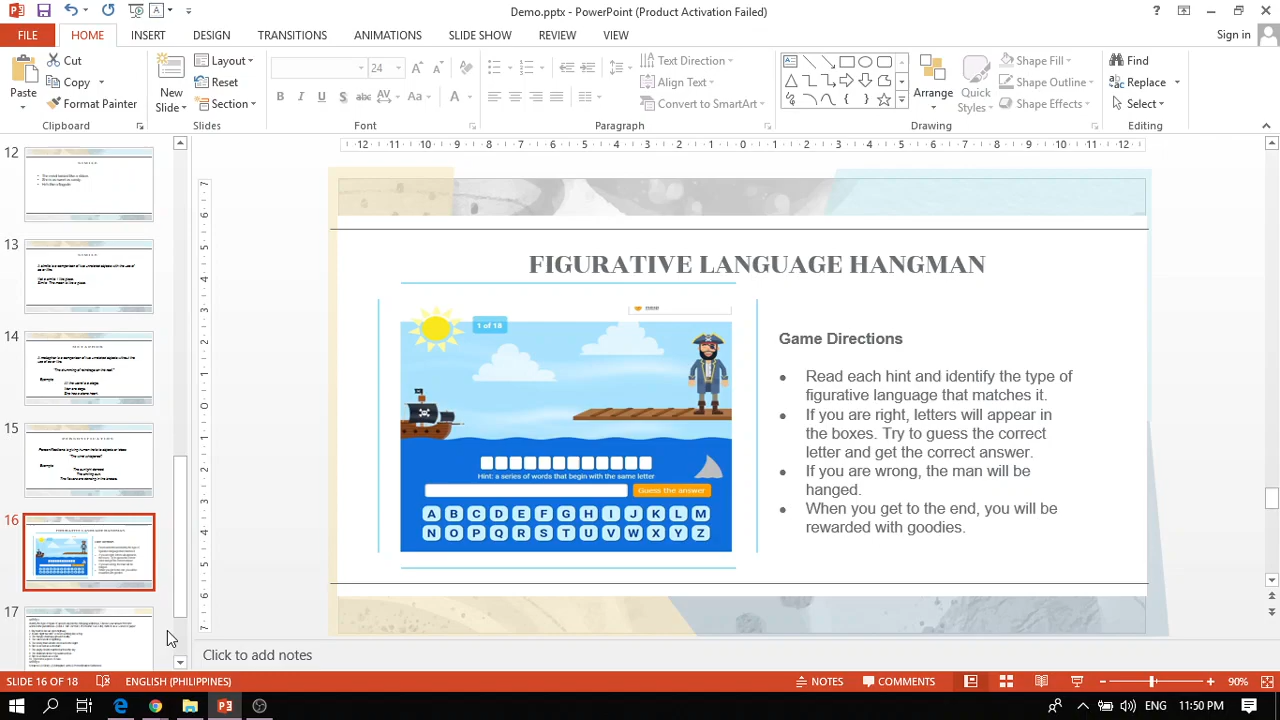 Demo.pptx - PowerPoint (Product Activation Failed)
Sign in
FILE HOME INSERT DESIGN TRANSITIONS ANIMATIONS SLIDE SHOW REVIEW VIEW
Paste
Cut
Copy
Format Painter
Clipboard
New Slide
Layout
Reset
Section
Slides
24
Font
Text Direction
Align Text
Convert to SmartArt
Paragraph
Arrange
Quick Styles
Shape Fill
Shape Outline
Shape Effects
Drawing
Find
Replace
Select
Editing
12
13
14
15
16
17
FIGURATIVE LANGUAGE HANGMAN
1 of 18
Hint: a series of words that begin with the same letter
Guess the answer
A B C D E F G H I J K L M
N O P Q R S T U V W X Y Z
Game Directions
Read each hint and identify the type of
figurative language that matches it.
If you are right, letters will appear in
the boxes. Try to guess the correct
letter and get the correct answer.
If you are wrong, the man will be
hanged.
When you get to the end, you will be
rewarded with goodies.
to add notes
SLIDE 16 OF 18 ENGLISH (PHILIPPINES) NOTES COMMENTS 90%
ENG 11:50 PM